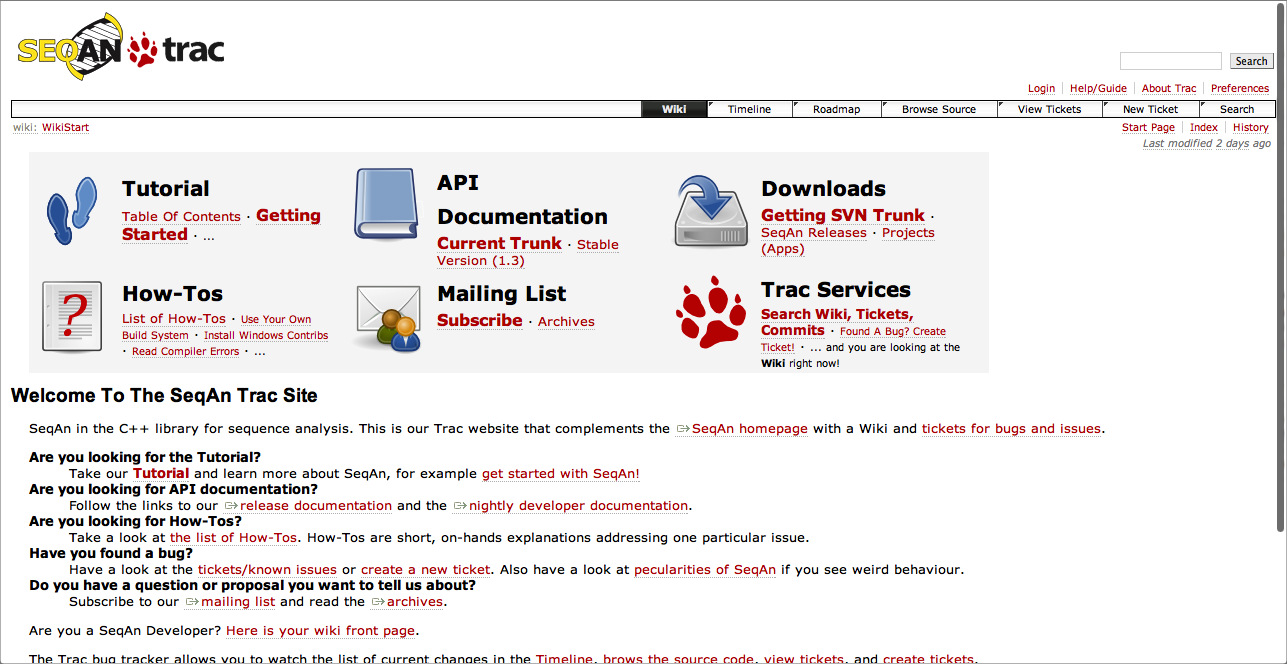 SEQAN trac
Search
Login Help/Guide About Trac Preferences
Wiki Timeline Roadmap Browse Source View Tickets New Ticket Search
wiki: WikiStart
Start Page Index History
Last modified 2 days ago
Tutorial
Table Of Contents · Getting
Started · ...
API
Documentation
Current Trunk · Stable
Version (1.3)
Downloads
Getting SVN Trunk ·
SeqAn Releases · Projects
(Apps)
?
How-Tos
List of How-Tos · Use Your Own
Build System · Install Windows Contribs
· Read Compiler Errors · ...
Mailing List
Subscribe · Archives
Trac Services
Search Wiki, Tickets,
Commits · Found A Bug? Create
Ticket! · ... and you are looking at the
Wiki right now!
Welcome To The SeqAn Trac Site
SeqAn in the C++ library for sequence analysis. This is our Trac website that complements the SeqAn homepage with a Wiki and tickets for bugs and issues.
Are you looking for the Tutorial?
Take our Tutorial and learn more about SeqAn, for example get started with SeqAn!
Are you looking for API documentation?
Follow the links to our release documentation and the nightly developer documentation.
Are you looking for How-Tos?
Take a look at the list of How-Tos. How-Tos are short, on-hands explanations addressing one particular issue.
Have you found a bug?
Have a look at the tickets/known issues or create a new ticket. Also have a look at pecularities of SeqAn if you see weird behaviour.
Do you have a question or proposal you want to tell us about?
Subscribe to our mailing list and read the archives.
Are you a SeqAn Developer? Here is your wiki front page.
The Trac bug tracker allows you to watch the list of current changes in the Timeline, brows the source code, view tickets, and create tickets.